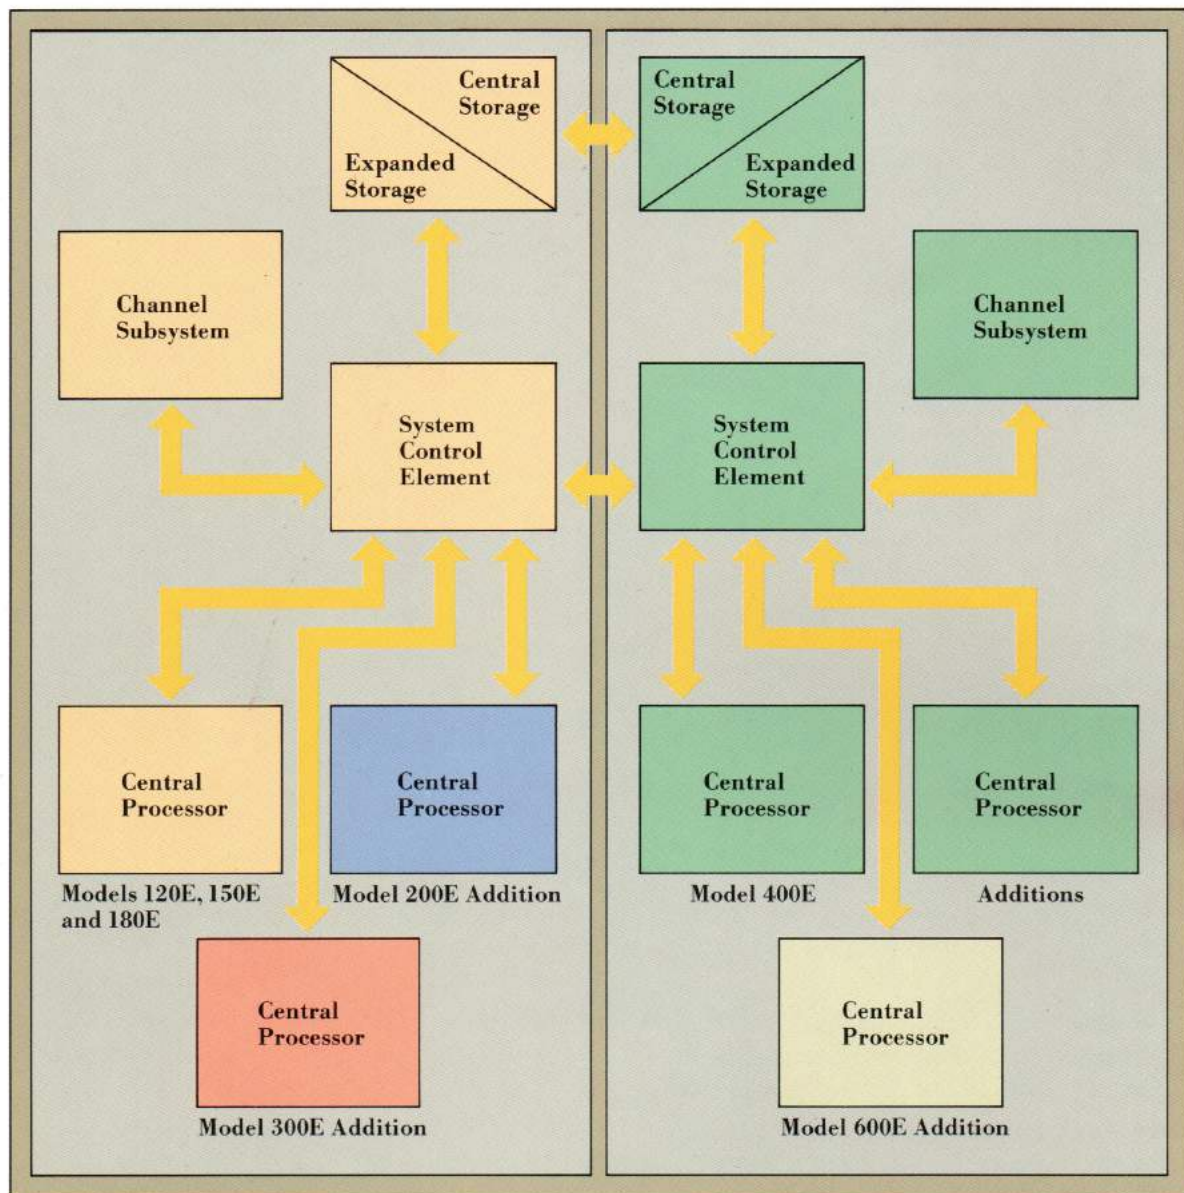 Central
Storage
Expanded
Storage
Central
Storage
Expanded
Storage
Channel
Subsystem
Channel
Subsystem
System
Control
Element
System
Control
Element
Central
Processor
Models 120E, 150E
and 180E
Central
Processor
Model 200E Addition
Central
Processor
Model 400E
Central
Processor
Additions
Central
Processor
Model 300E Addition
Central
Processor
Model 600E Addition